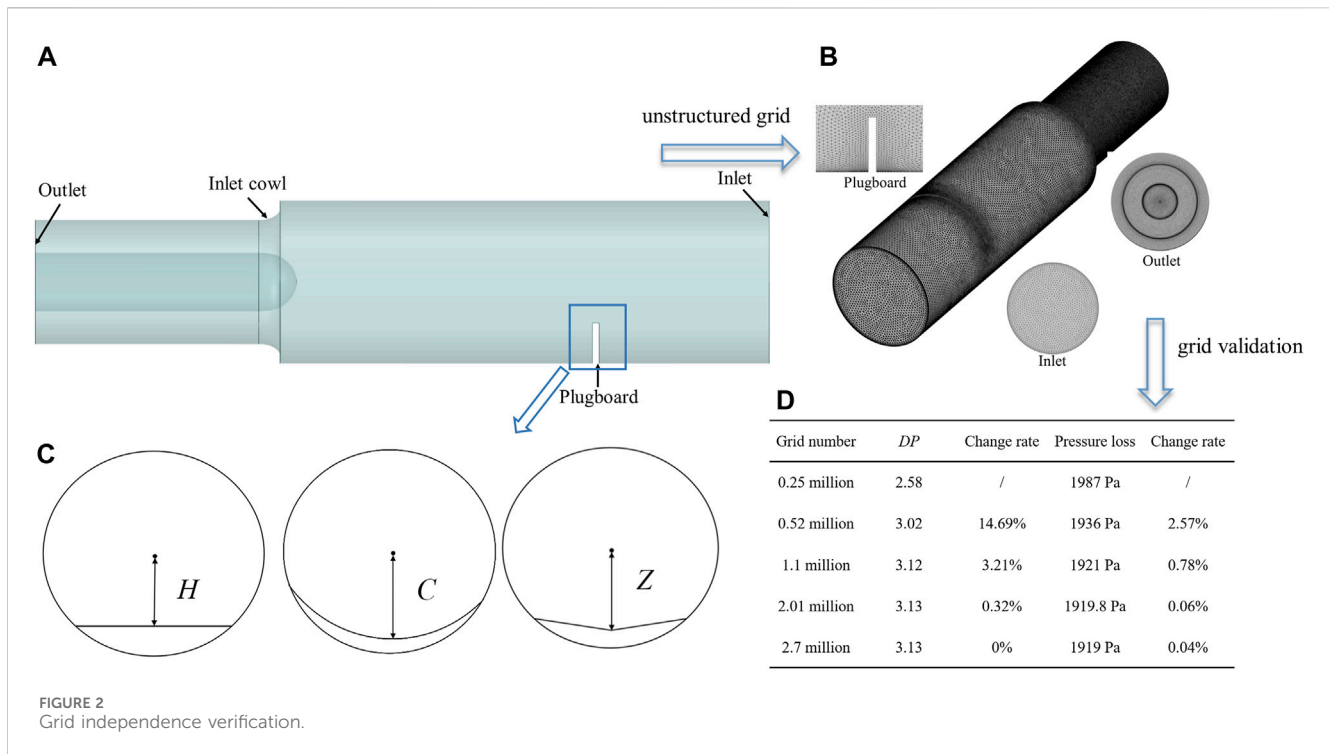 A
Outlet
Inlet cowl
Inlet
Plugboard
unstructured grid
B
Plugboard
Outlet
Inlet
grid validation
C
H
C
Z
D
Grid number DP Change rate Pressure loss Change rate
0.25 million 2.58 / 1987 Pa /
0.52 million 3.02 14.69% 1936 Pa 2.57%
1.1 million 3.12 3.21% 1921 Pa 0.78%
2.01 million 3.13 0.32% 1919.8 Pa 0.06%
2.7 million 3.13 0% 1919 Pa 0.04%
FIGURE 2
Grid independence verification.